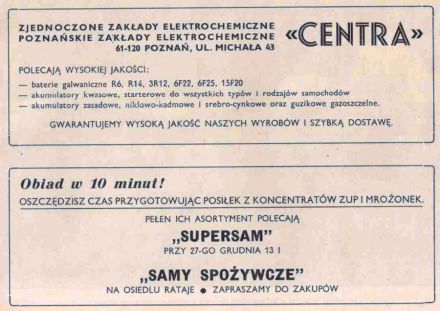 ZJEDNOCZONE ZAKŁADY ELEKTROCHEMICZNE
POZNAŃSKIE ZAKŁADY ELEKTROCHEMICZNE
61-120 POZNAŃ, UL. MICHAŁA 43
«CENTRA»
POLECAJĄ WYSOKIEJ JAKOŚCI:
— baterie galwaniczne R6, R14, 3R12, 6F22, 6F25, 15F20
— akumulatory kwasowe, starterowe do wszystkich typów i rodzajów samochodów
— akumulatory zasadowe, niklowo-kadmowe i srebro-cynkowe oraz guzikowe gazoszczelne.
GWARANTUJEMY WYSOKĄ JAKOŚĆ NASZYCH WYROBÓW I SZYBKĄ DOSTAWĘ.
Obiad w 10 minut!
OSZCZĘDZISZ CZAS PRZYGOTOWUJĄC POSIŁEK Z KONCENTRATÓW ZUP I MROŻONEK.
PEŁEN ICH ASORTYMENT POLECAJĄ
„SUPERSAM"
PRZY 27-GO GRUDNIA 13 I
„SAMY SPOŻYWCZE"
NA OSIEDLU RATAJE ● ZAPRASZAMY DO ZAKUPÓW